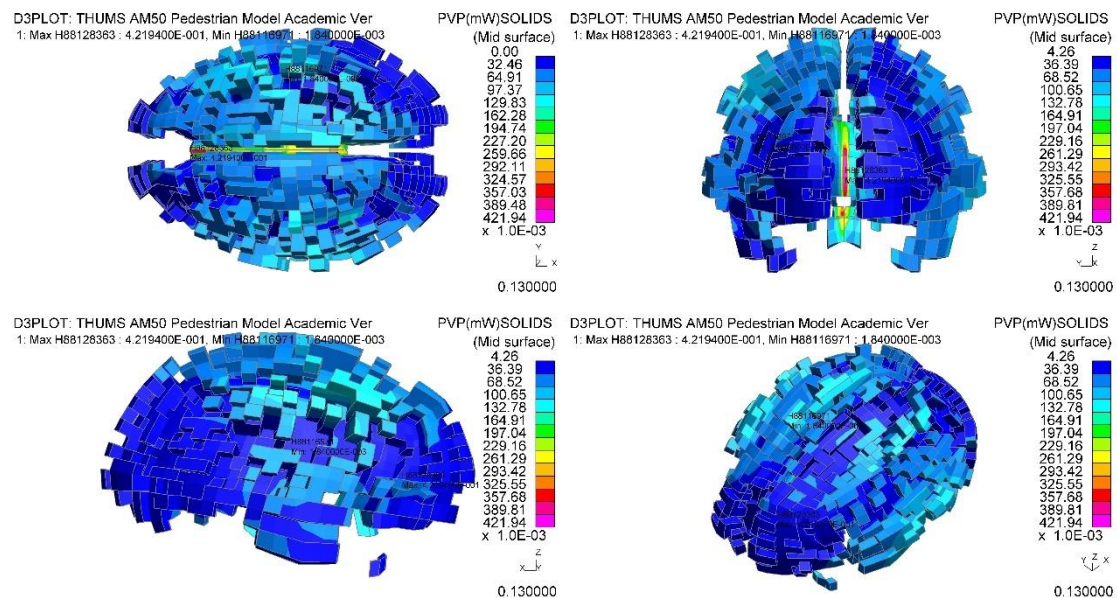 D3PLOT: THUMS AM50 Pedestrian Model Academic Ver
1: Max H88128363 : 4.219400E-001, Min H88116971 : 1.840000E-003
PVP(mW)SOLIDS
(Mid surface)
0.00
32.46
64.91
97.37
129.83
162.28
194.74
227.20
259.66
292.11
324.57
357.03
389.48
421.94
x 1.0E-03
Y
Z X
0.130000
D3PLOT: THUMS AM50 Pedestrian Model Academic Ver
1: Max H88128363 : 4.219400E-001, Min H88116971 : 1.840000E-003
PVP(mW)SOLIDS
(Mid surface)
4.26
36.39
68.52
100.65
132.78
164.91
197.04
229.16
261.29
293.42
325.55
357.68
389.81
421.94
x 1.0E-03
H88128363
Z
Y X
0.130000
D3PLOT: THUMS AM50 Pedestrian Model Academic Ver
1: Max H88128363 : 4.219400E-001, Min H88116971 : 1.840000E-003
PVP(mW)SOLIDS
(Mid surface)
4.26
36.39
68.52
100.65
132.78
164.91
197.04
229.16
261.29
293.42
325.55
357.68
389.81
421.94
x 1.0E-03
H88116971
Min: 1.840000E-003
Z
X Y
0.130000
D3PLOT: THUMS AM50 Pedestrian Model Academic Ver
1: Max H88128363 : 4.219400E-001, Min H88116971 : 1.840000E-003
PVP(mW)SOLIDS
(Mid surface)
4.26
36.39
68.52
100.65
132.78
164.91
197.04
229.16
261.29
293.42
325.55
357.68
389.81
421.94
x 1.0E-03
H88116971
Y Z X
0.130000